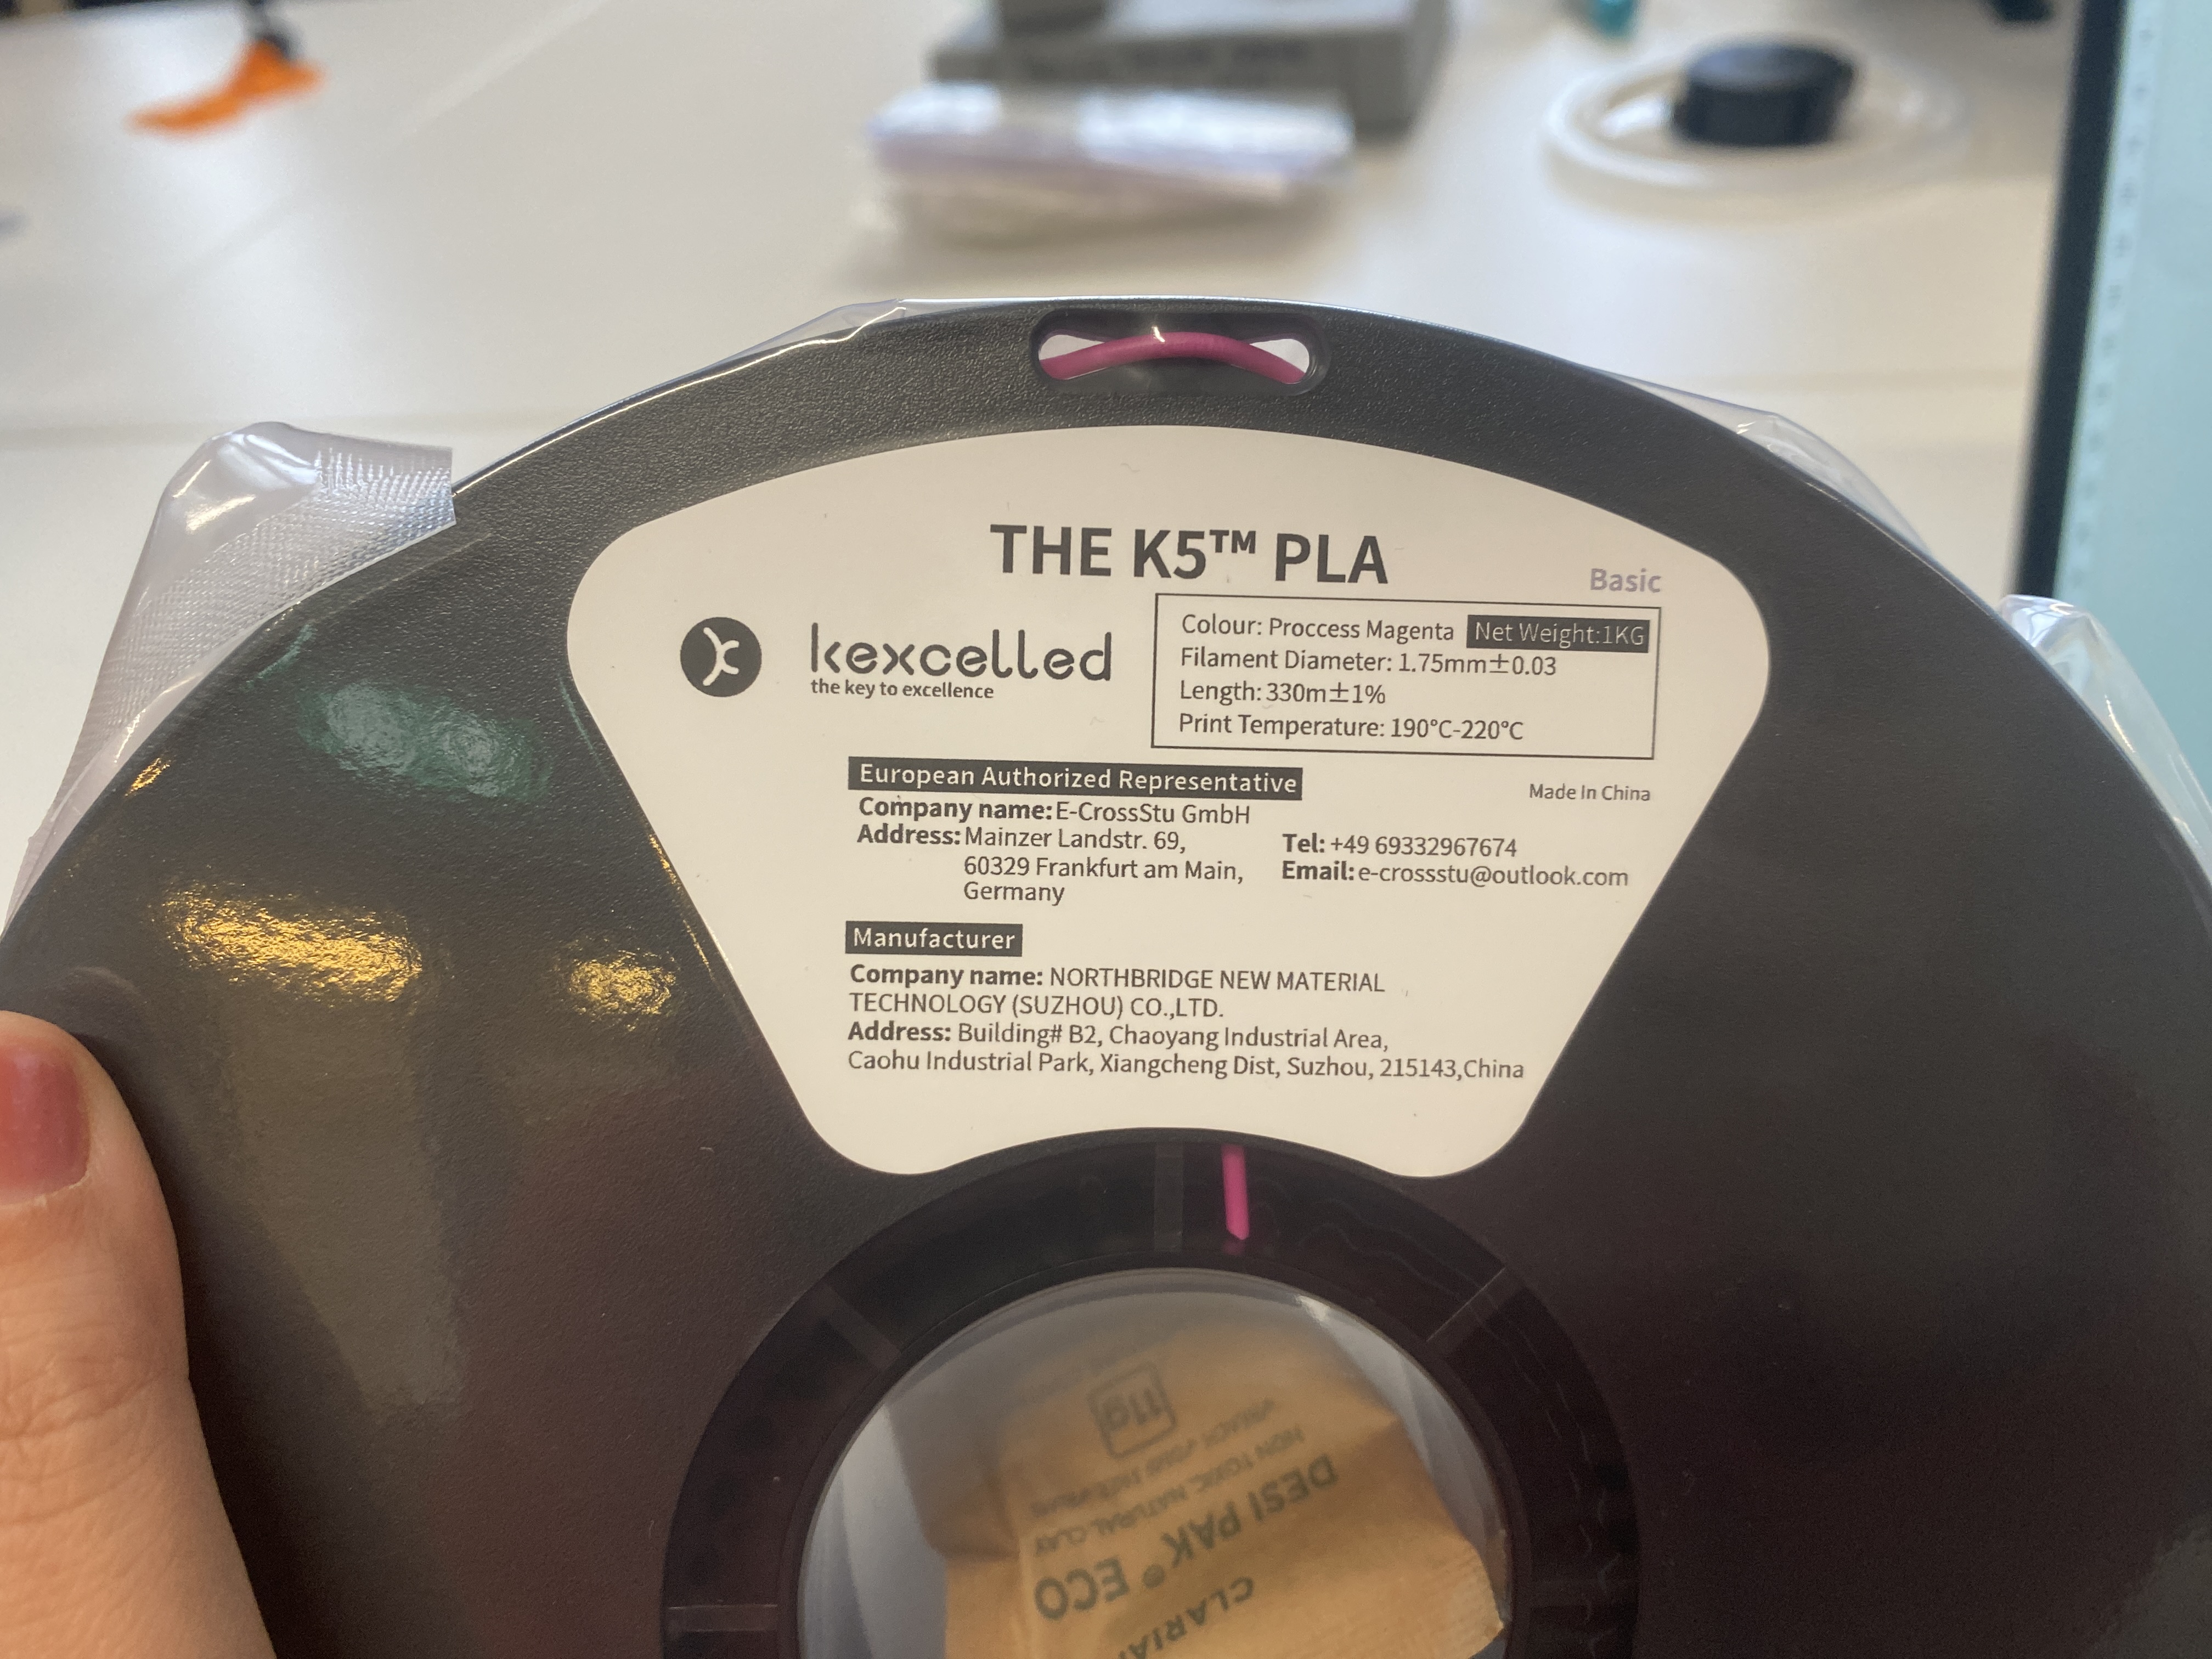 THE K5™ PLA
Basic
kexcelled
the key to excellence
Colour: Proccess Magenta Net Weight:1KG
Filament Diameter: 1.75mm±0.03
Length: 330m±1%
Print Temperature: 190°C-220°C
Made In China
European Authorized Representative
Company name: E-CrossStu GmbH
Address: Mainzer Landstr. 69,
60329 Frankfurt am Main,
Germany
Tel: +49 69332967674
Email: e-crossstu@outlook.com
Manufacturer
Company name: NORTHBRIDGE NEW MATERIAL
TECHNOLOGY (SUZHOU) CO.,LTD.
Address: Building# B2, Chaoyang Industrial Area,
Caohu Industrial Park, Xiangcheng Dist, Suzhou, 215143,China
DESI PAK® ECO
NON TOXIC, NATURAL CLAY